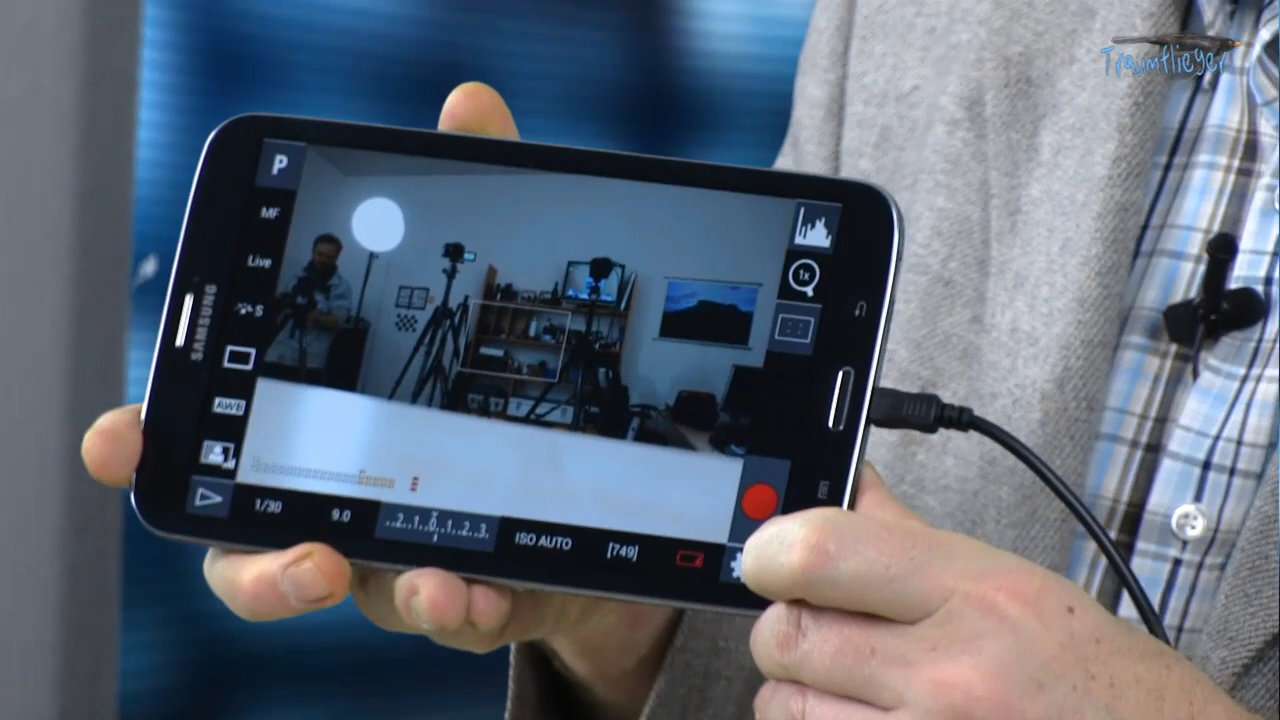 Traumflieger
P
MF
Live
S
AWB
1x
SAMSUNG
1/30
9.0
..2..1..0..1..2..3.
ISO AUTO
[749]